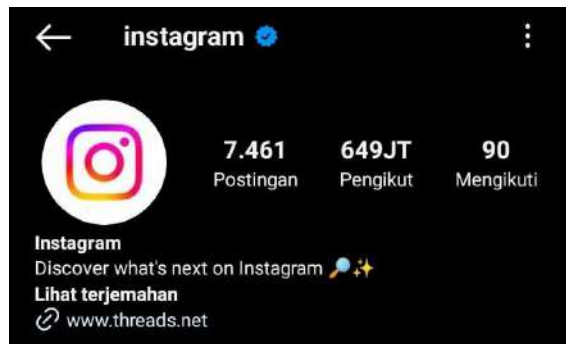 instagram
7.461 649JT 90
Postingan Pengikut Mengikuti
Instagram
Discover what's next on Instagram 🔎✨
Lihat terjemahan
www.threads.net